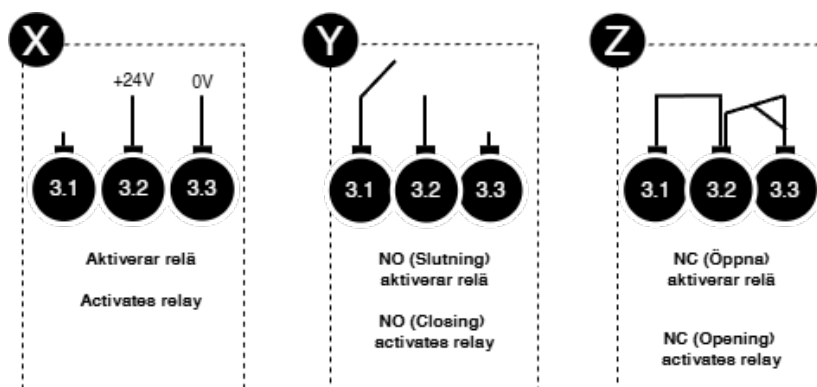 X
+24V 0V
3.1 3.2 3.3
Aktiverar relä
Activates relay
Y
3.1 3.2 3.3
NO (Slutning)
aktiverar relä
NO (Closing)
activates relay
Z
3.1 3.2 3.3
NC (Öppna)
aktiverar relä
NC (Opening)
activates relay